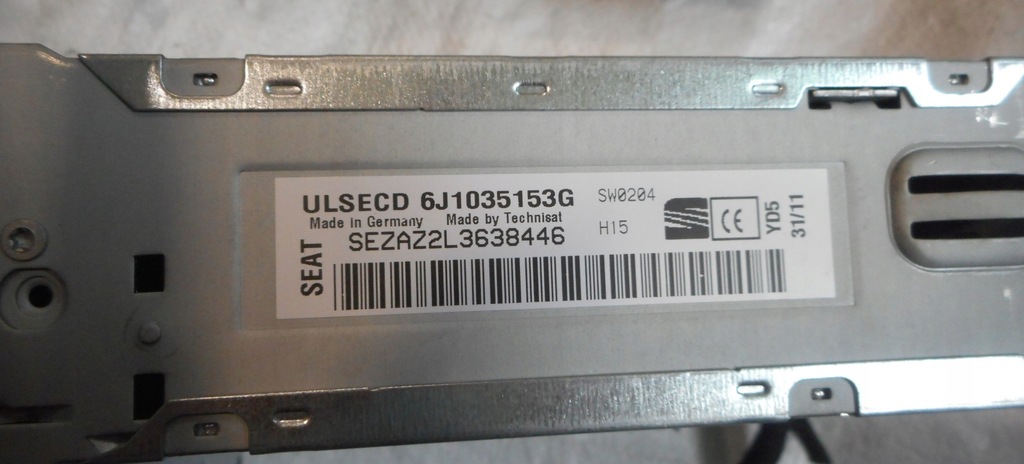 ULSECD 6J1035153G SW0204
Made in Germany Made by Technisat
SEZAZ2L3638446 H15
SEAT
CE
YD5
31/11